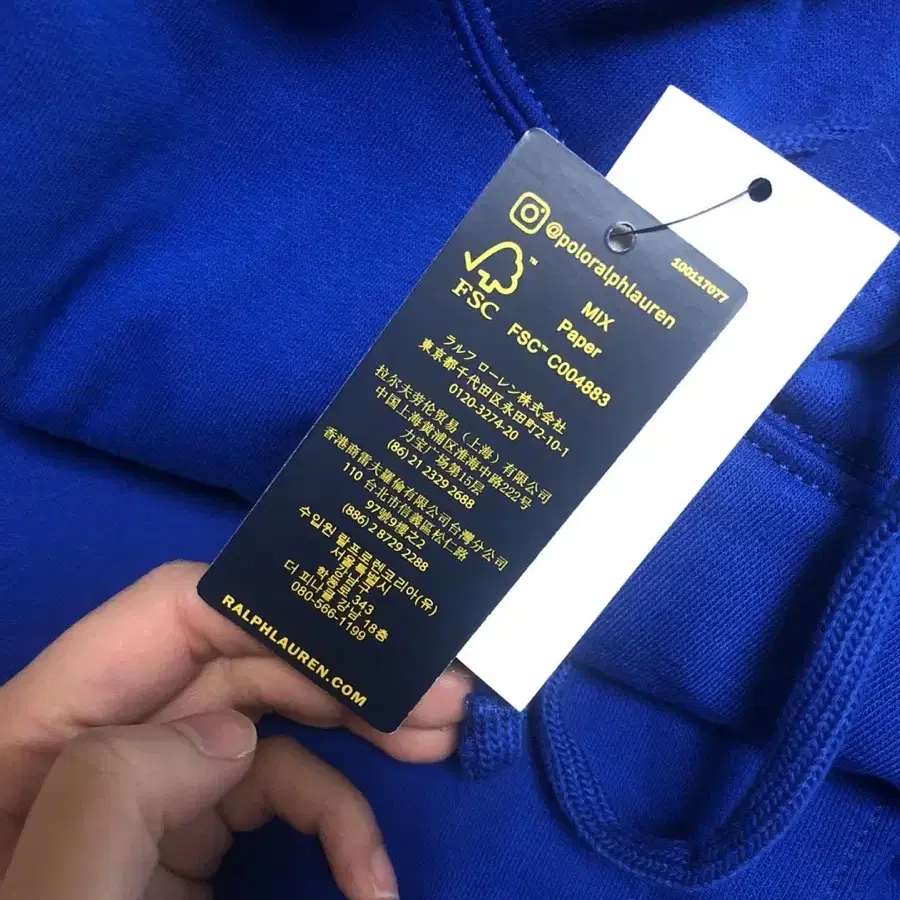 @poloralphlauren
100117077
FSC™
MIX
Paper
FSC™ C004883
ラルフ ローレン株式会社
東京都千代田区永田町2-10-1
0120-3274-20
拉尔夫劳伦贸易（上海）有限公司
中国上海黄浦区淮海中路222号
力宝广场第15层
(86) 21 2329 2688
香港商雷夫羅倫有限公司台灣分公司
110 台北市信義區松仁路
97號9樓之2
(886) 2 8729 2288
수입원 랄프로렌코리아(유)
서울특별시
강남구
학동로 343
더 피나클 강남 18층
080-566-1199
RALPHLAUREN.COM